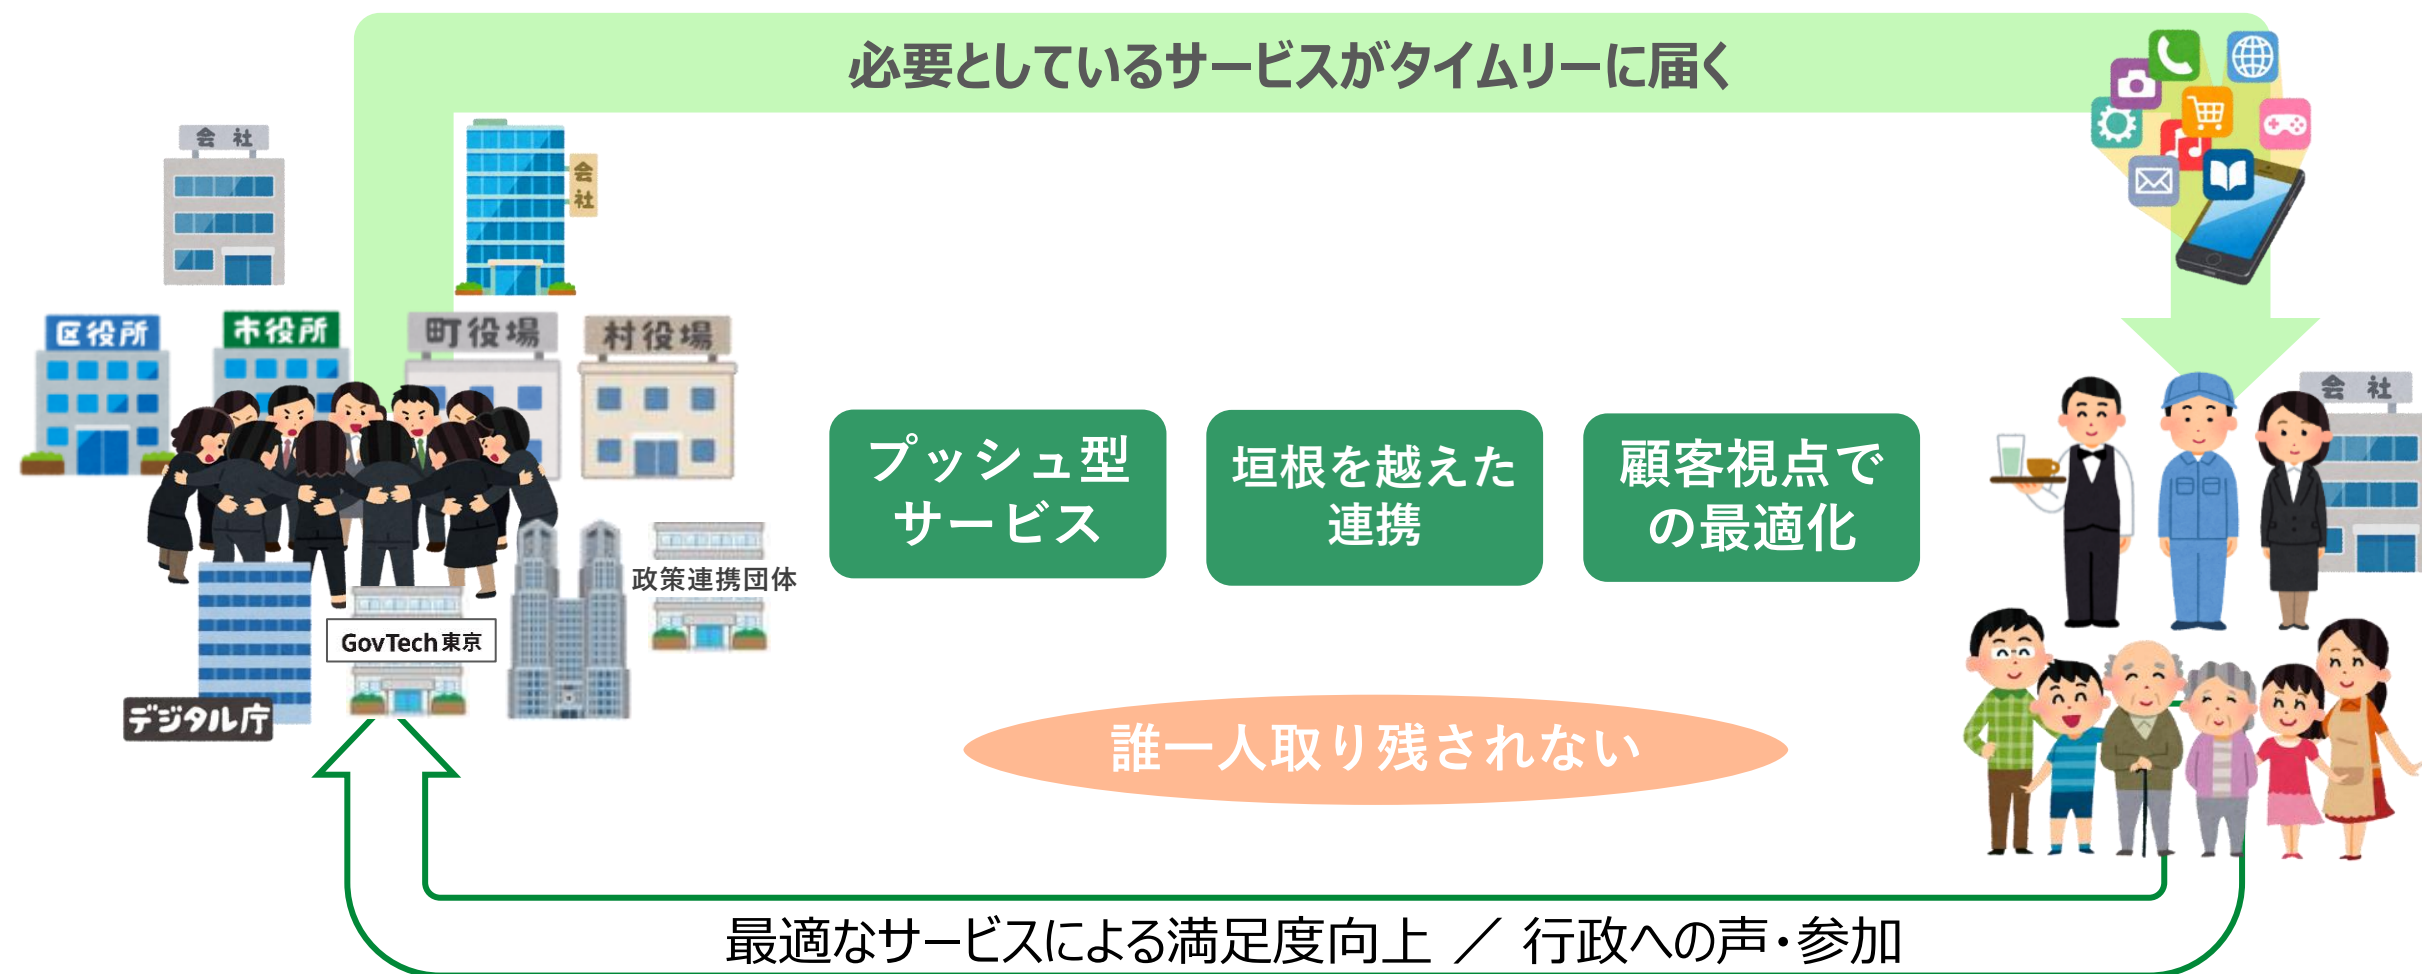 必要としているサービスがタイムリーに届く
会社
会社
区役所
市役所
町役場
村役場
プッシュ型
サービス
垣根を越えた
連携
顧客視点で
の最適化
会社
政策連携団体
GovTech東京
デジタル庁
誰一人取り残されない
最適なサービスによる満足度向上 ／ 行政への声・参加